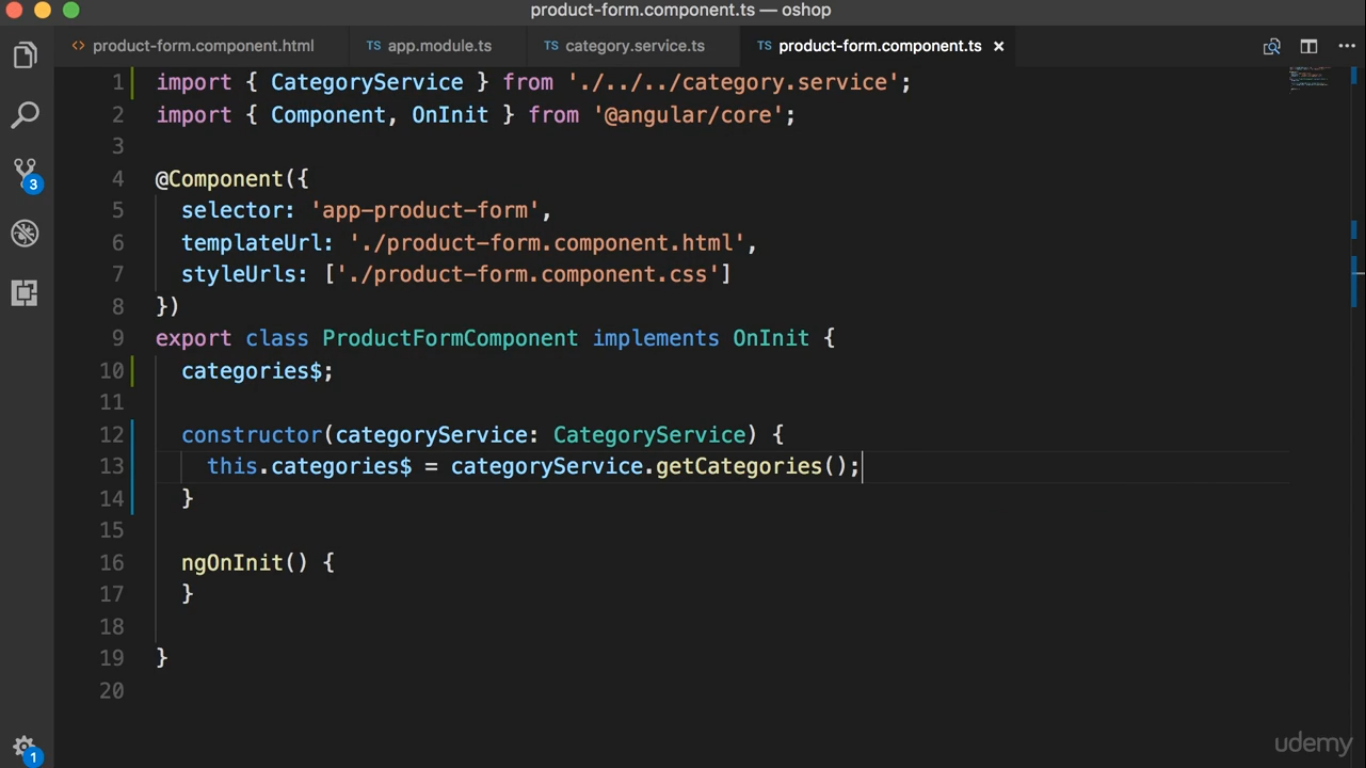 product-form.component.ts — oshop
<> product-form.component.html TS app.module.ts TS category.service.ts TS product-form.component.ts ×
1 import { CategoryService } from './../../category.service';
2 import { Component, OnInit } from '@angular/core';
3
4 @Component({
5   selector: 'app-product-form',
6   templateUrl: './product-form.component.html',
7   styleUrls: ['./product-form.component.css']
8 })
9 export class ProductFormComponent implements OnInit {
10   categories$;
11
12   constructor(categoryService: CategoryService) {
13     this.categories$ = categoryService.getCategories();
14   }
15
16   ngOnInit() {
17   }
18
19 }
20
3
1
udemy